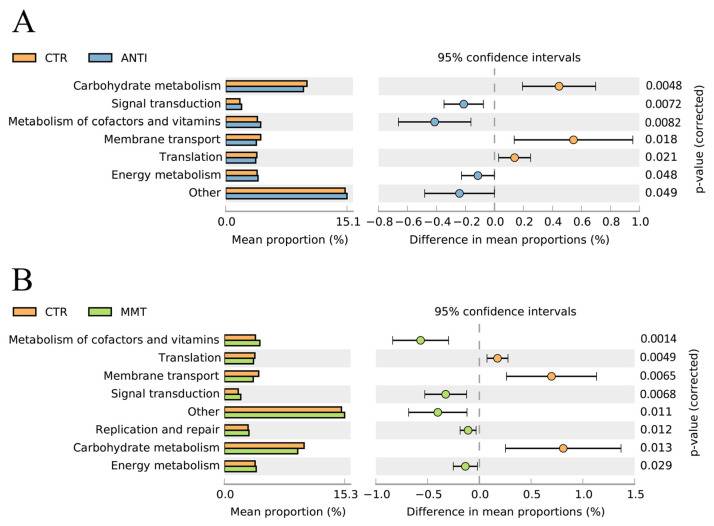 A
CTR ANTI
95% confidence intervals
Carbohydrate metabolism 0.0048
Signal transduction 0.0072
Metabolism of cofactors and vitamins 0.0082
Membrane transport 0.018
Translation 0.021
Energy metabolism 0.048
Other 0.049
p-value (corrected)
0.0 15.1 −0.8 −0.6 −0.4 −0.2 0.0 0.2 0.4 0.6 0.8 1.0
Mean proportion (%) Difference in mean proportions (%)
B
CTR MMT
95% confidence intervals
Metabolism of cofactors and vitamins 0.0014
Translation 0.0049
Membrane transport 0.0065
Signal transduction 0.0068
Other 0.011
Replication and repair 0.012
Carbohydrate metabolism 0.013
Energy metabolism 0.029
p-value (corrected)
0.0 15.3 −1.0 −0.5 0.0 0.5 1.0 1.5
Mean proportion (%) Difference in mean proportions (%)